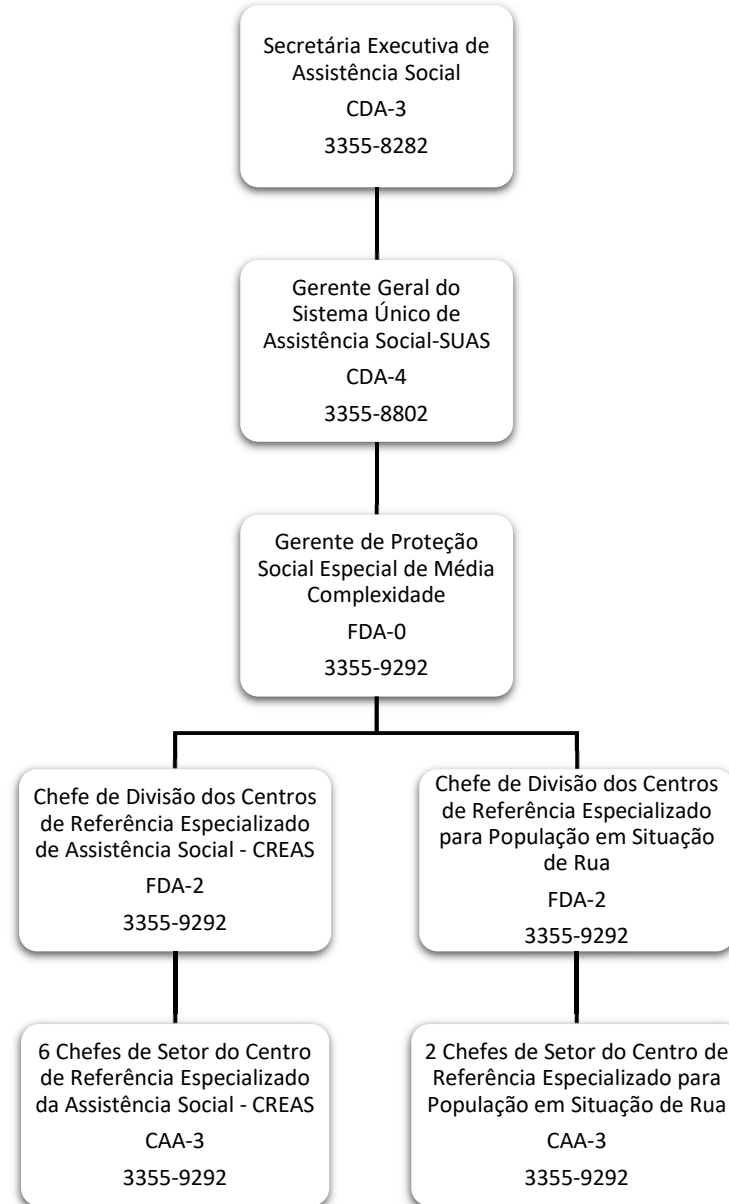 Secretária Executiva de
Assistência Social
CDA-3
3355-8282
Gerente Geral do
Sistema Único de
Assistência Social-SUAS
CDA-4
3355-8802
Gerente de Proteção
Social Especial de Média
Complexidade
FDA-0
3355-9292
Chefe de Divisão dos Centros
de Referência Especializado
de Assistência Social - CREAS
FDA-2
3355-9292
Chefe de Divisão dos Centros
de Referência Especializado
para População em Situação
de Rua
FDA-2
3355-9292
6 Chefes de Setor do Centro
de Referência Especializado
da Assistência Social - CREAS
CAA-3
3355-9292
2 Chefes de Setor do Centro de
Referência Especializado para
População em Situação de Rua
CAA-3
3355-9292